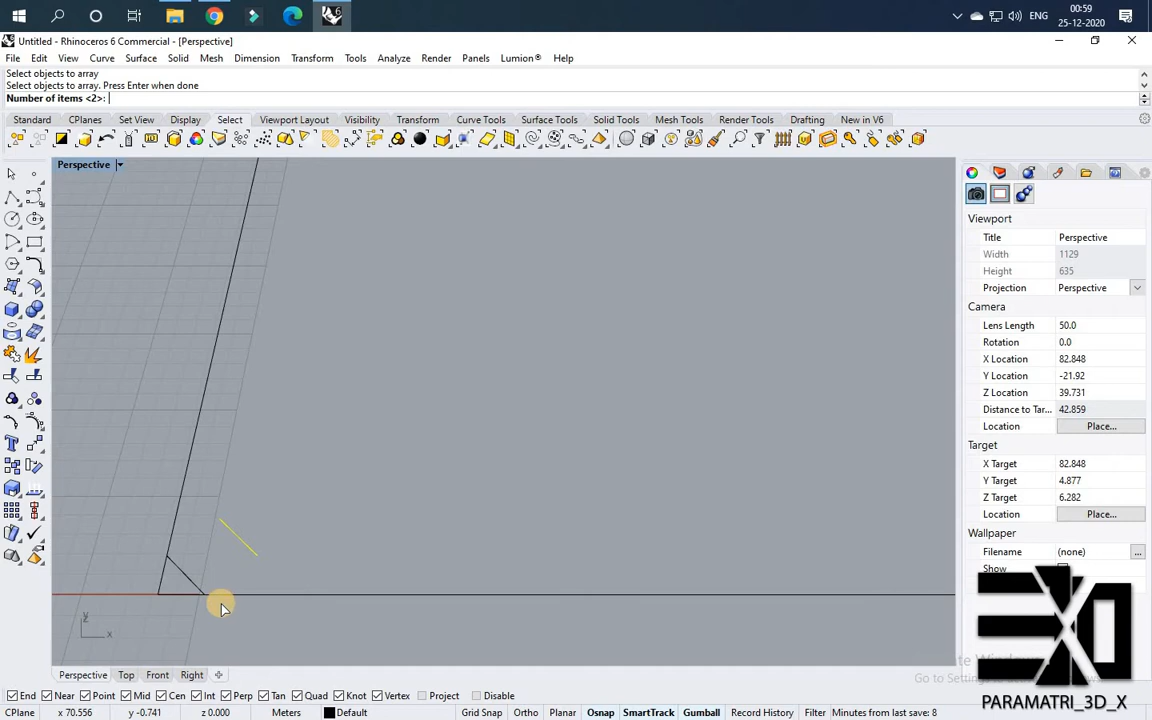 00:59
ENG
25-12-2020
Untitled - Rhinoceros 6 Commercial - [Perspective]
File Edit View Curve Surface Solid Mesh Dimension Transform Tools Analyze Render Panels Lumion® Help
Select objects to array
Select objects to array. Press Enter when done
Number of items <2>:
Standard CPlanes Set View Display Select Viewport Layout Visibility Transform Curve Tools Surface Tools Solid Tools Mesh Tools Render Tools Drafting New in V6
Perspective
Viewport
Title Perspective
Width 1129
Height 635
Projection Perspective
Camera
Lens Length 50.0
Rotation 0.0
X Location 82.848
Y Location -21.92
Z Location 39.731
Distance to Tar... 42.859
Location Place...
Target
X Target 82.848
Y Target 4.877
Z Target 6.282
Location Place...
Wallpaper
Filename (none) ...
Show
y
x
Go to Setting
PARAMATRI_3D_X
Perspective Top Front Right
End Near Point Mid Cen Int Perp Tan Quad Knot Vertex Project Disable
CPlane x 70.556 y -0.741 z 0.000 Meters Default Grid Snap Ortho Planar Osnap SmartTrack Gumball Record History Filter Minutes from last save: 8